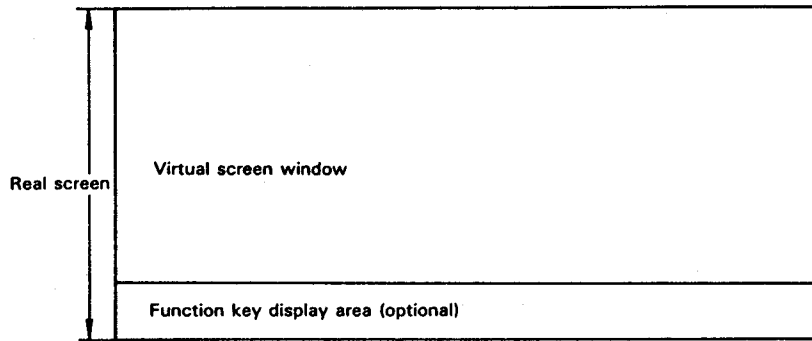 Virtual screen window
Real screen
Function key display area (optional)